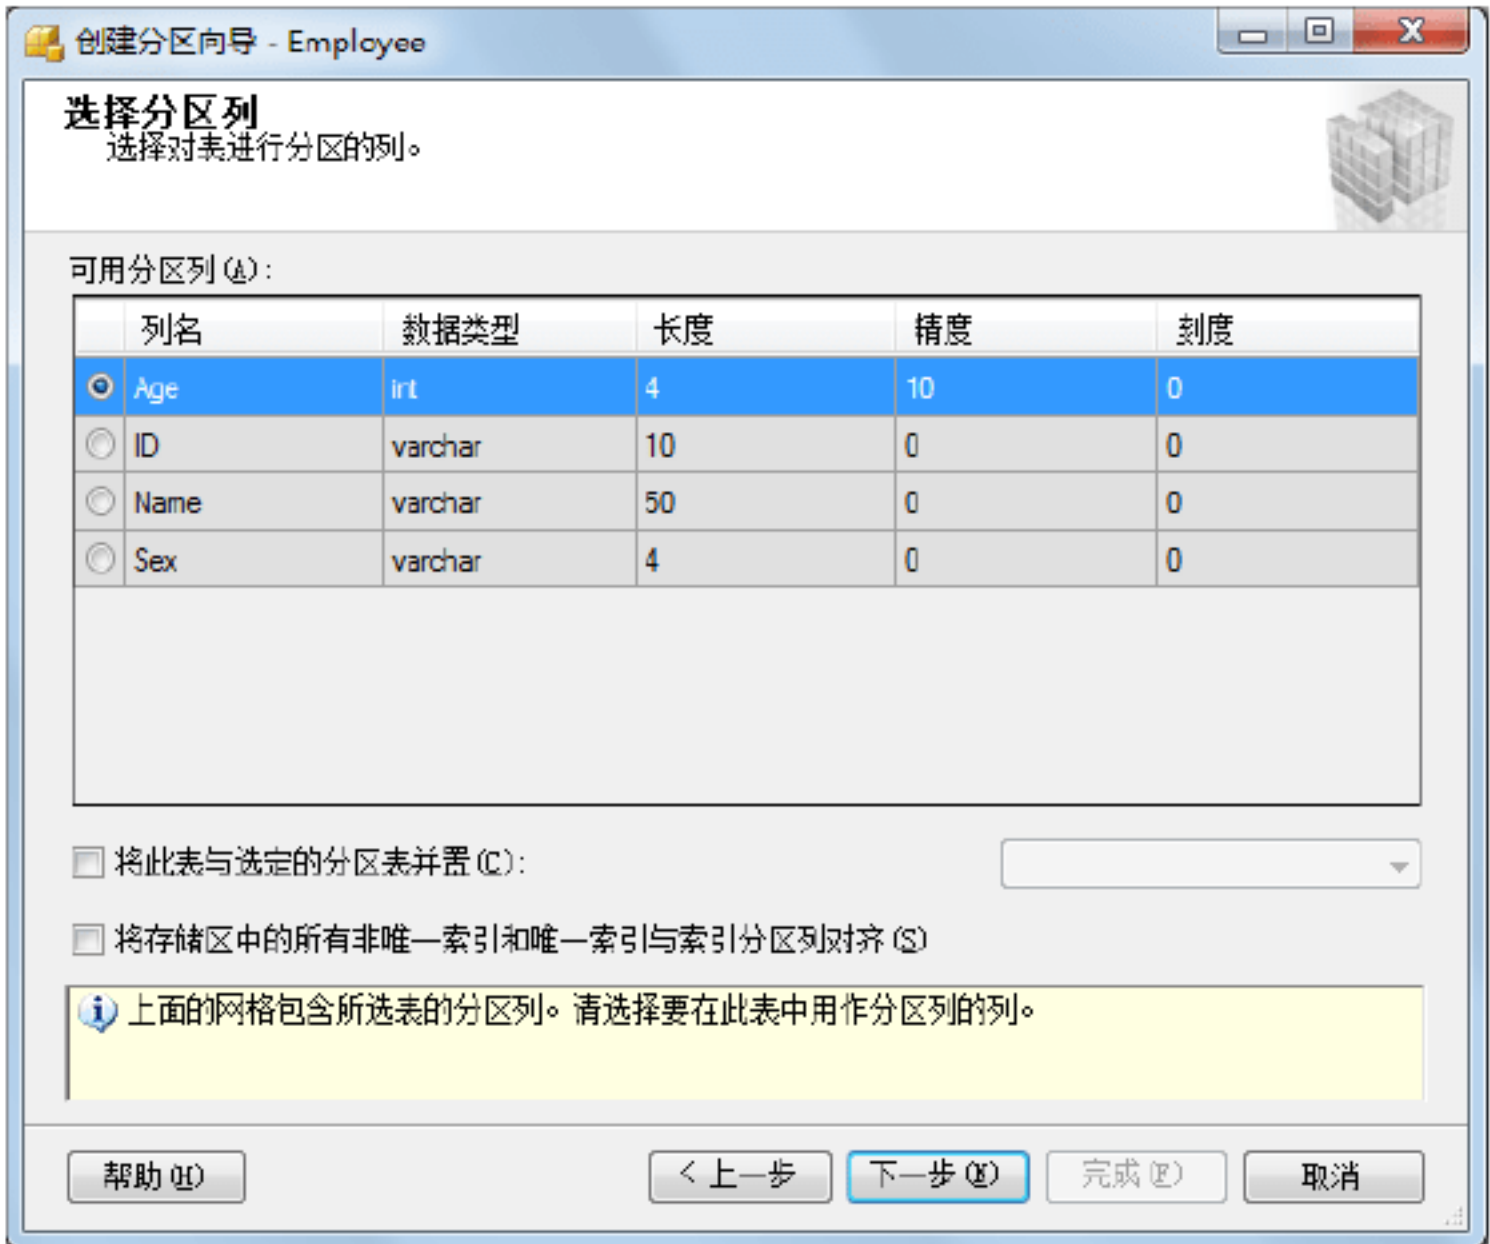 创建分区向导 - Employee
选择分区列
选择对表进行分区的列。
可用分区列(A):
列名 数据类型 长度 精度 刻度
Age int 4 10 0
ID varchar 10 0 0
Name varchar 50 0 0
Sex varchar 4 0 0
将此表与选定的分区表并置(C):
将存储区中的所有非唯一索引和唯一索引与索引分区列对齐(S)
上面的网格包含所选表的分区列。请选择要在此表中用作分区列的列。
帮助(H) < 上一步 下一步(N) 完成(F) 取消